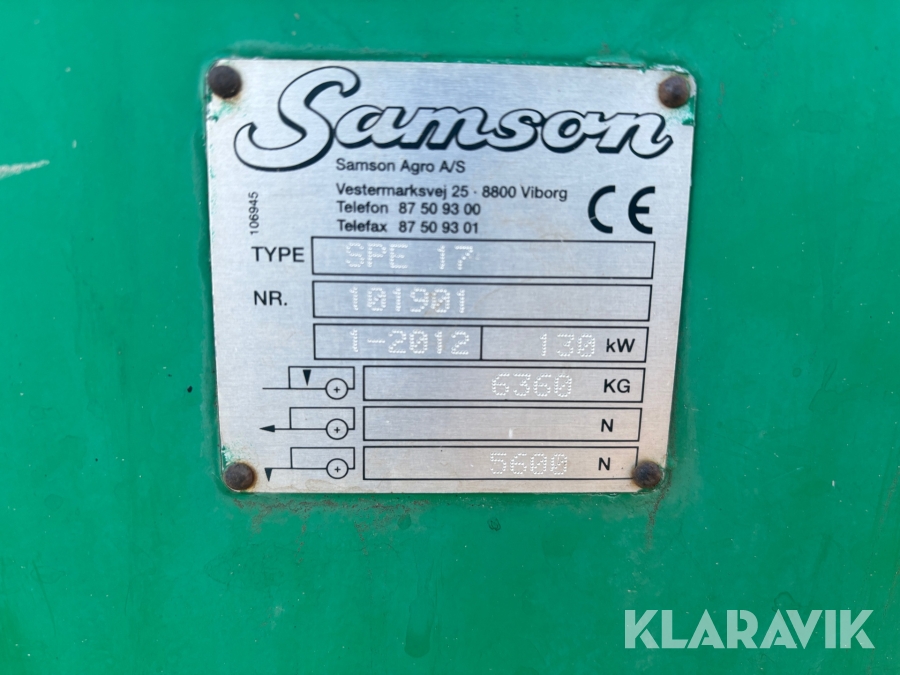 Samson
Samson Agro A/S
Vestermarksvej 25 - 8800 Viborg
Telefon 87 50 93 00
Telefax 87 50 93 01
CE
106945
TYPE SPE 17
NR. 101901
1-2012 130 kW
6360 KG
N
5600 N
KLARAVIK